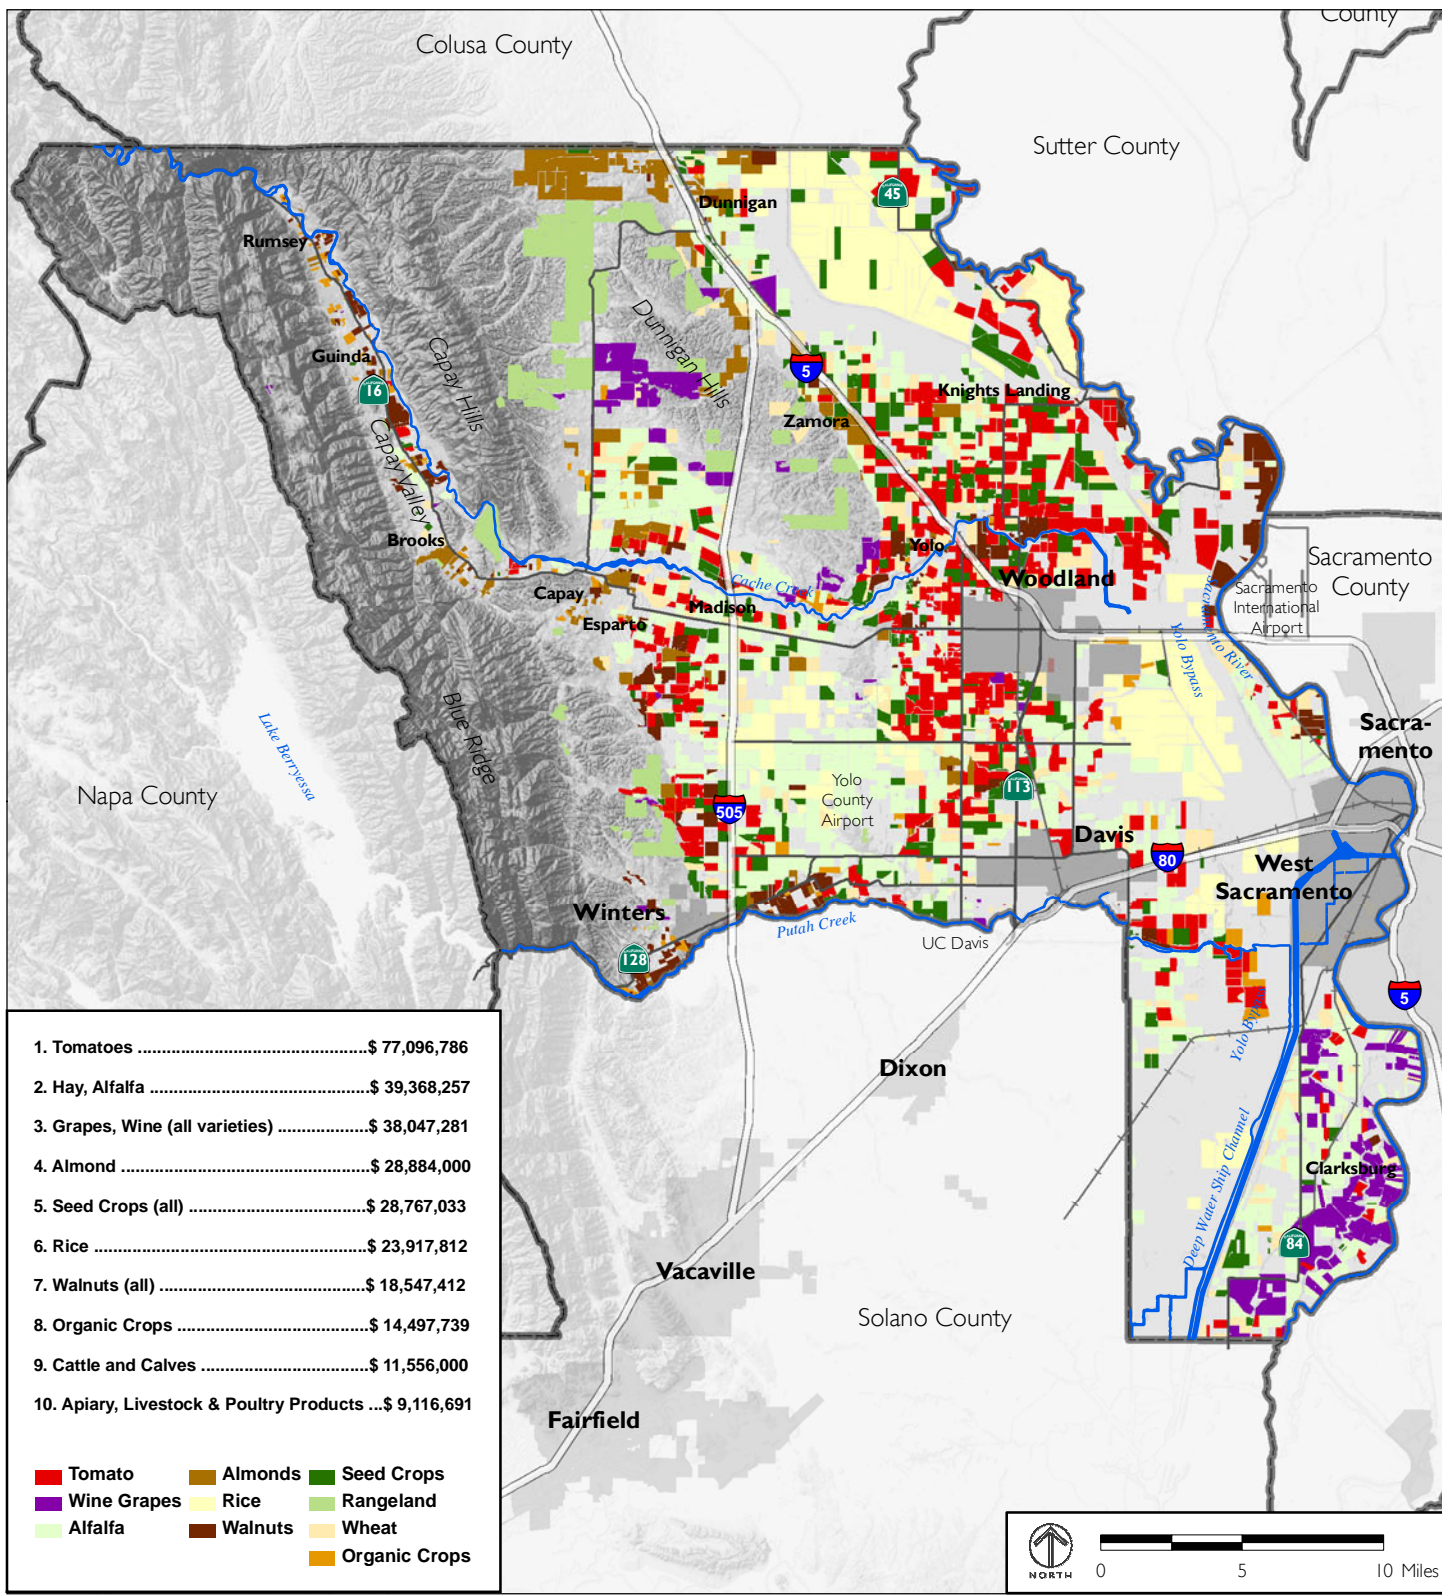 County
Colusa County
Sutter County
45
Dunnigan
Rumsey
Dunnigan Hills
Guinda
16
Capay Hills
5
Knights Landing
Zamora
Capay Valley
Brooks
Yolo
Woodland
Sacramento
County
Cache Creek
Capay
Madison
Esparto
Sacramento
International
Airport
Sacramento River
Yolo Bypass
Blue Ridge
Lake Berryessa
Sacra-
mento
Napa County
Yolo
County
Airport
505
113
Davis
80
West
Sacramento
Winters
Putah Creek
UC Davis
128
5
Yolo Bypass
Dixon
Deep Water Ship Channel
Clarksburg
84
Vacaville
Solano County
Fairfield
1. Tomatoes ................................................$ 77,096,786
2. Hay, Alfalfa ..............................................$ 39,368,257
3. Grapes, Wine (all varieties) ...................$ 38,047,281
4. Almond ....................................................$ 28,884,000
5. Seed Crops (all) .....................................$ 28,767,033
6. Rice .........................................................$ 23,917,812
7. Walnuts (all) ...........................................$ 18,547,412
8. Organic Crops ........................................$ 14,497,739
9. Cattle and Calves ...................................$ 11,556,000
10. Apiary, Livestock & Poultry Products ...$ 9,116,691
Tomato Almonds Seed Crops
Wine Grapes Rice Rangeland
Alfalfa Walnuts Wheat
Organic Crops
NORTH
0 5 10 Miles